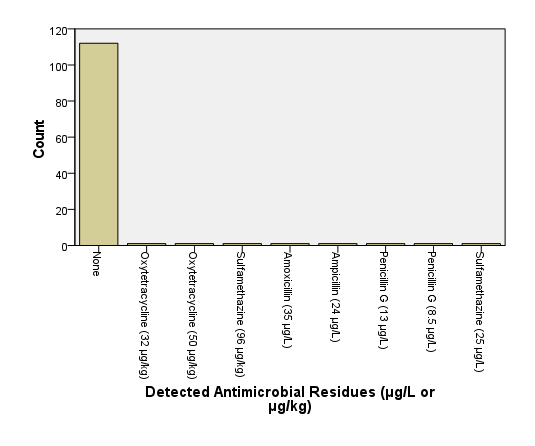 120
100
80
60
40
20
0
Count
None
Oxytetracycline (32 µg/kg)
Oxytetracycline (50 µg/kg)
Sulfamethazine (96 µg/kg)
Amoxicillin (35 µg/L)
Ampicillin (24 µg/L)
Penicillin G (13 µg/L)
Penicillin G (8.5 µg/L)
Sulfamethazine (25 µg/L)
Detected Antimicrobial Residues (µg/L or
µg/kg)